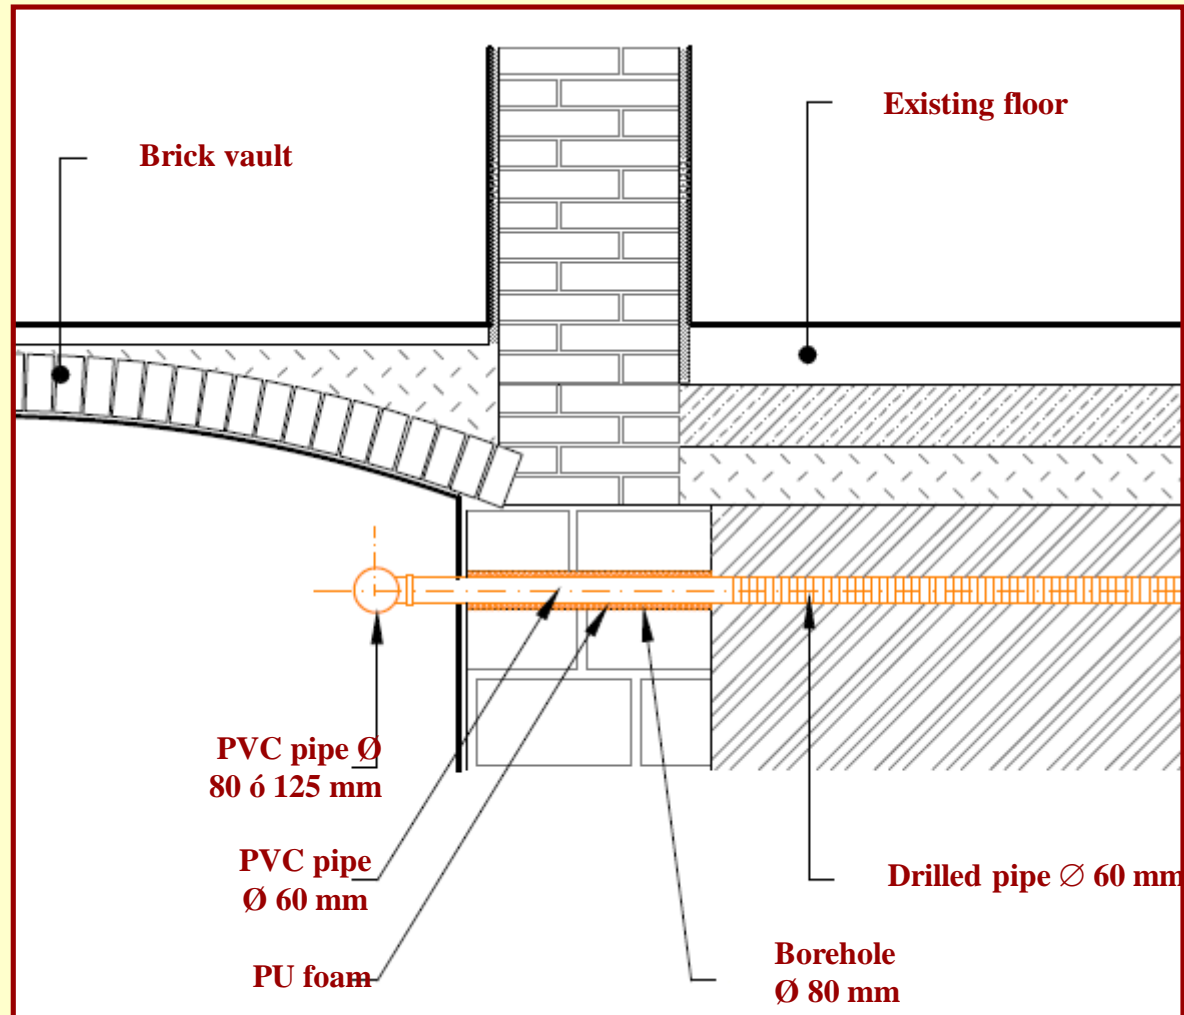 Existing floor
Brick vault
PVC pipe Ø
80 ó 125 mm
PVC pipe
Ø 60 mm
Drilled pipe ∅ 60 mm
PU foam
Borehole
Ø 80 mm